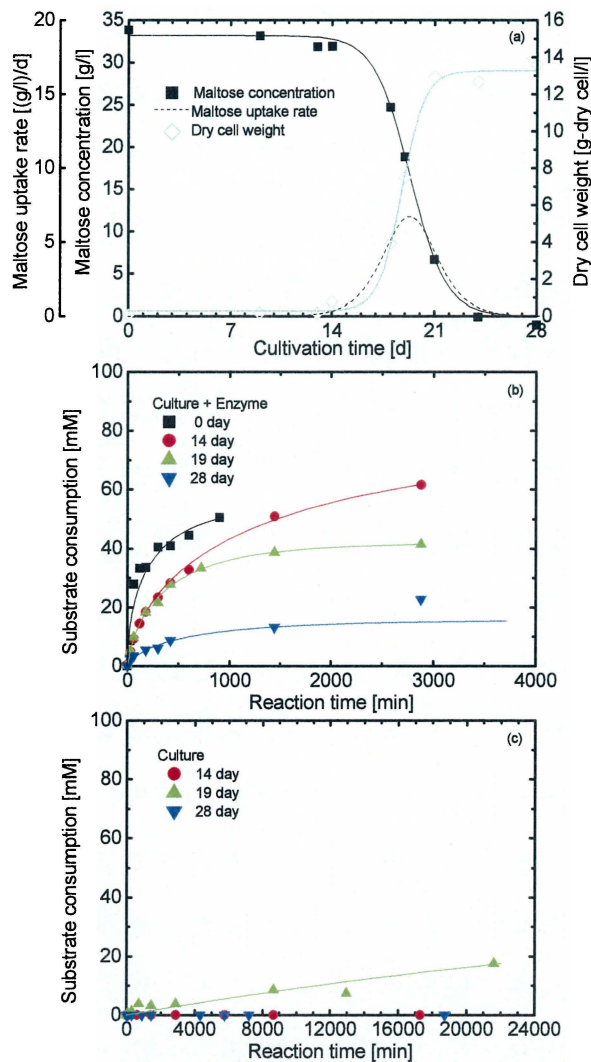 (a)
Maltose uptake rate [(g/l)/d]
20
15
10
5
0
Maltose concentration [g/l]
35
30
25
20
15
10
5
0
Maltose concentration
Maltose uptake rate
Dry cell weight
16
14
12
10
8
6
4
2
0
Dry cell weight [g-dry cell/l]
0 7 14 21 28
Cultivation time [d]
(b)
Substrate consumption [mM]
100
80
60
40
20
0
Culture + Enzyme
0 day
14 day
19 day
28 day
0 1000 2000 3000 4000
Reaction time [min]
(c)
Substrate consumption [mM]
100
80
60
40
20
0
Culture
14 day
19 day
28 day
0 4000 8000 12000 16000 20000 24000
Reaction time [min]